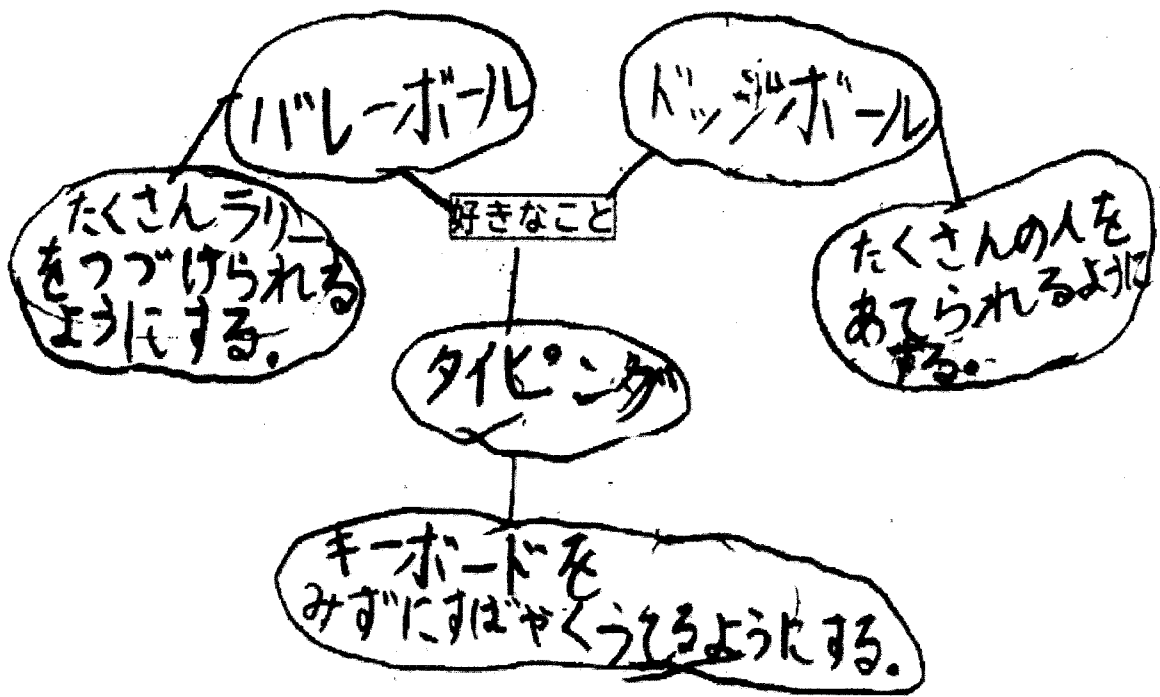 バレーボール
ドッジボール
好きなこと
たくさんラリー
をつづけられる
ようにする。
たくさんの人を
あてられるように
する。
タイピング
キーボードを
みずにすばやくうてるようにする。